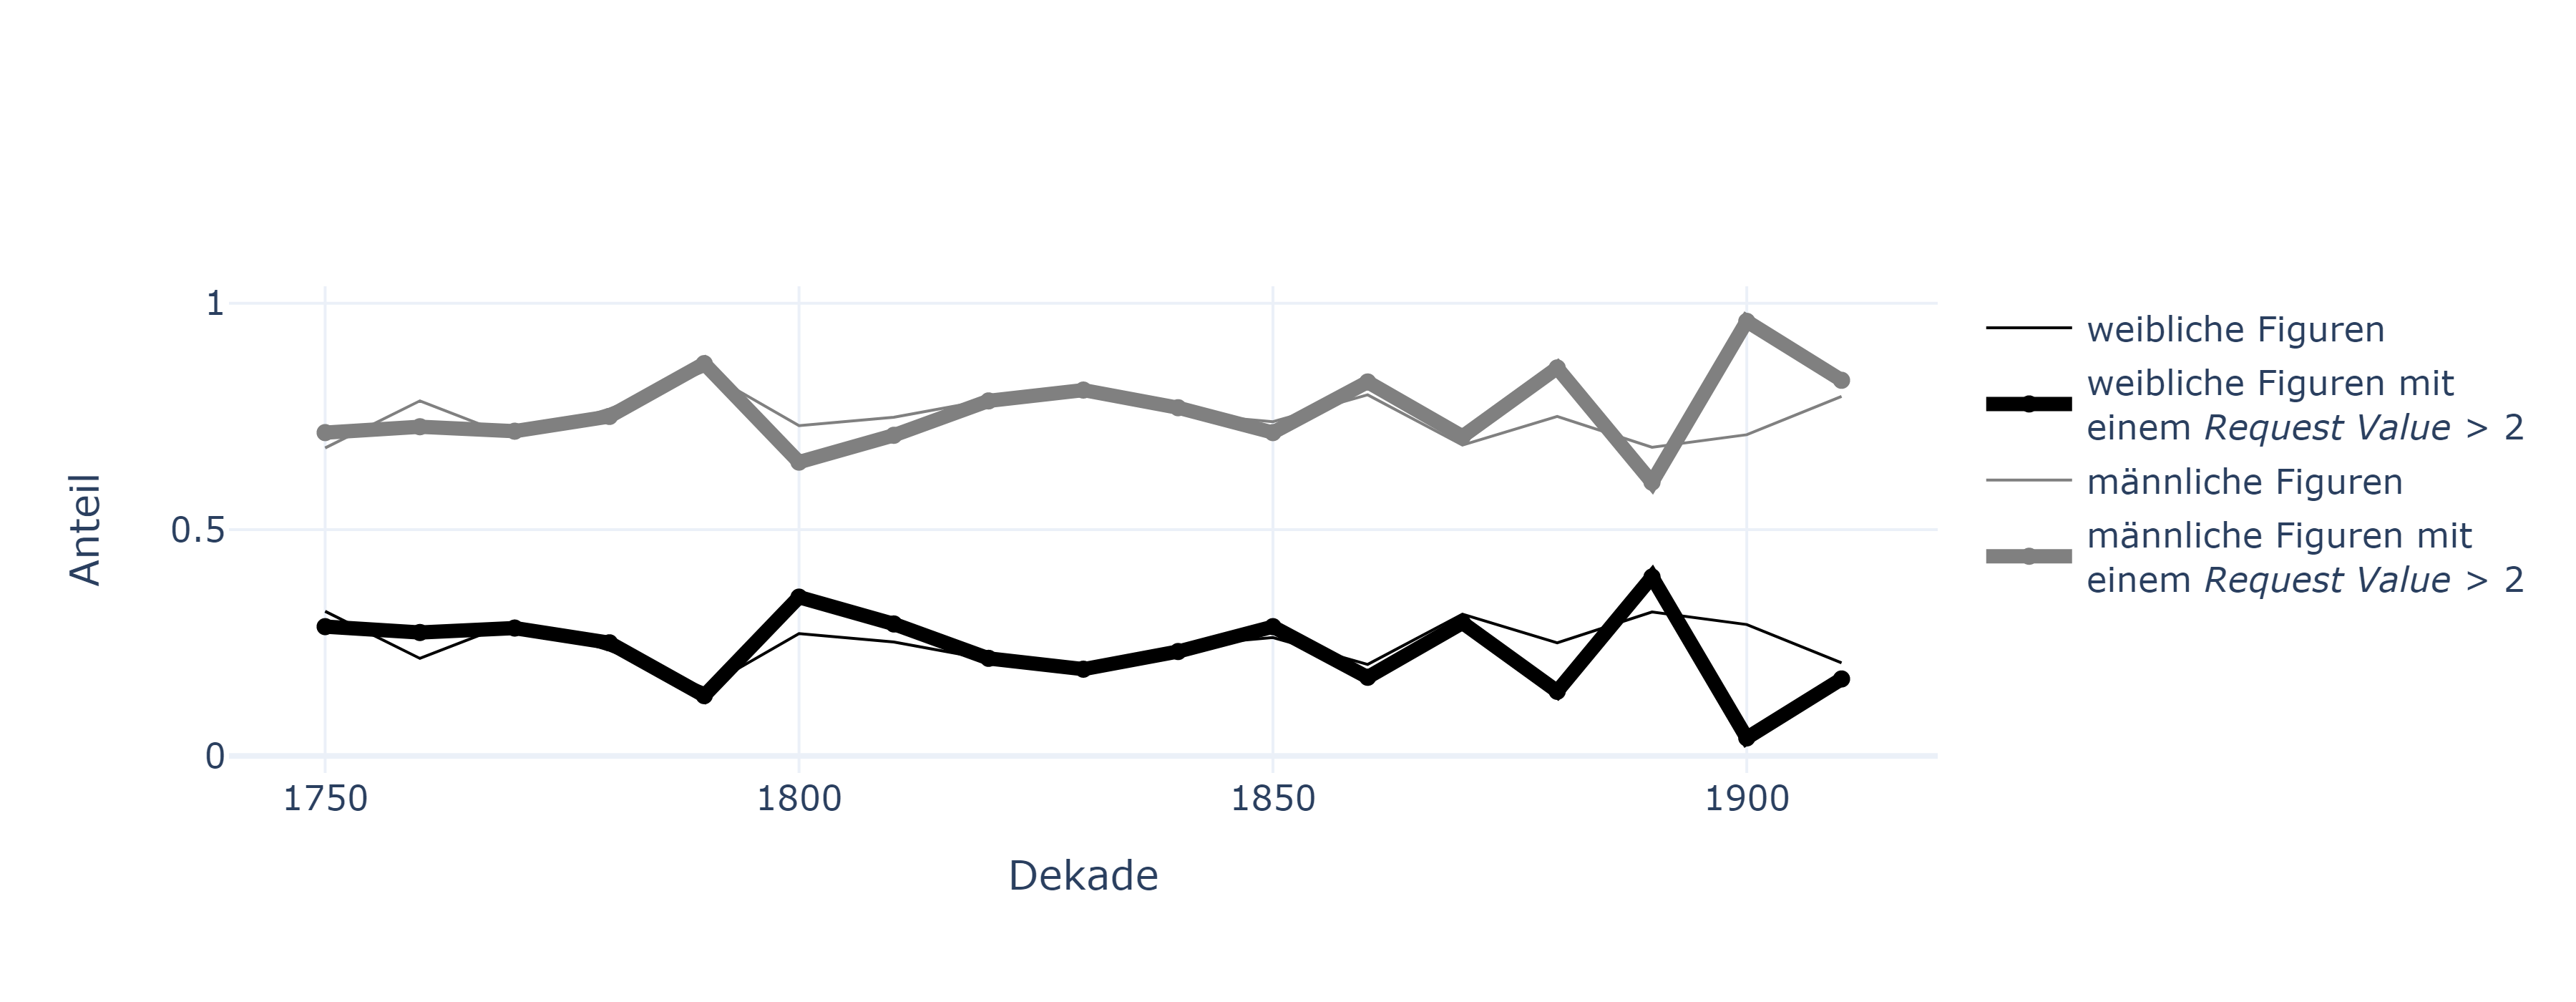 1
0.5
0
Anteil
1750
1800
1850
1900
Dekade
weibliche Figuren
weibliche Figuren mit
einem Request Value > 2
männliche Figuren
männliche Figuren mit
einem Request Value > 2